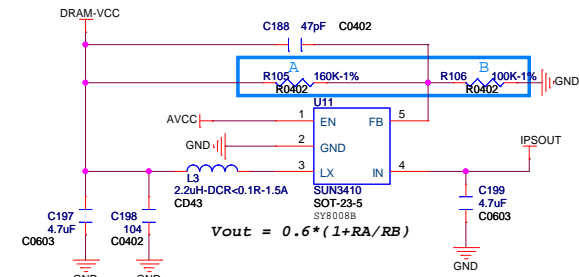 DRAM-VCC
C188 47pF C0402
A B
R105 160K-1% R106 100K-1%
R0402 R0402
GND
U11
AVCC 1 EN FB 5
GND 2 GND
IPSOUT
3 LX IN 4
L3
2.2uH-DCR<0.1R-1.5A
CD43
SUN3410
SOT-23-5
SY8008B
C197
4.7uF
C0603
C198
104
C0402
C199
4.7uF
C0603
Vout = 0.6*(1+RA/RB)
GND
GND GND